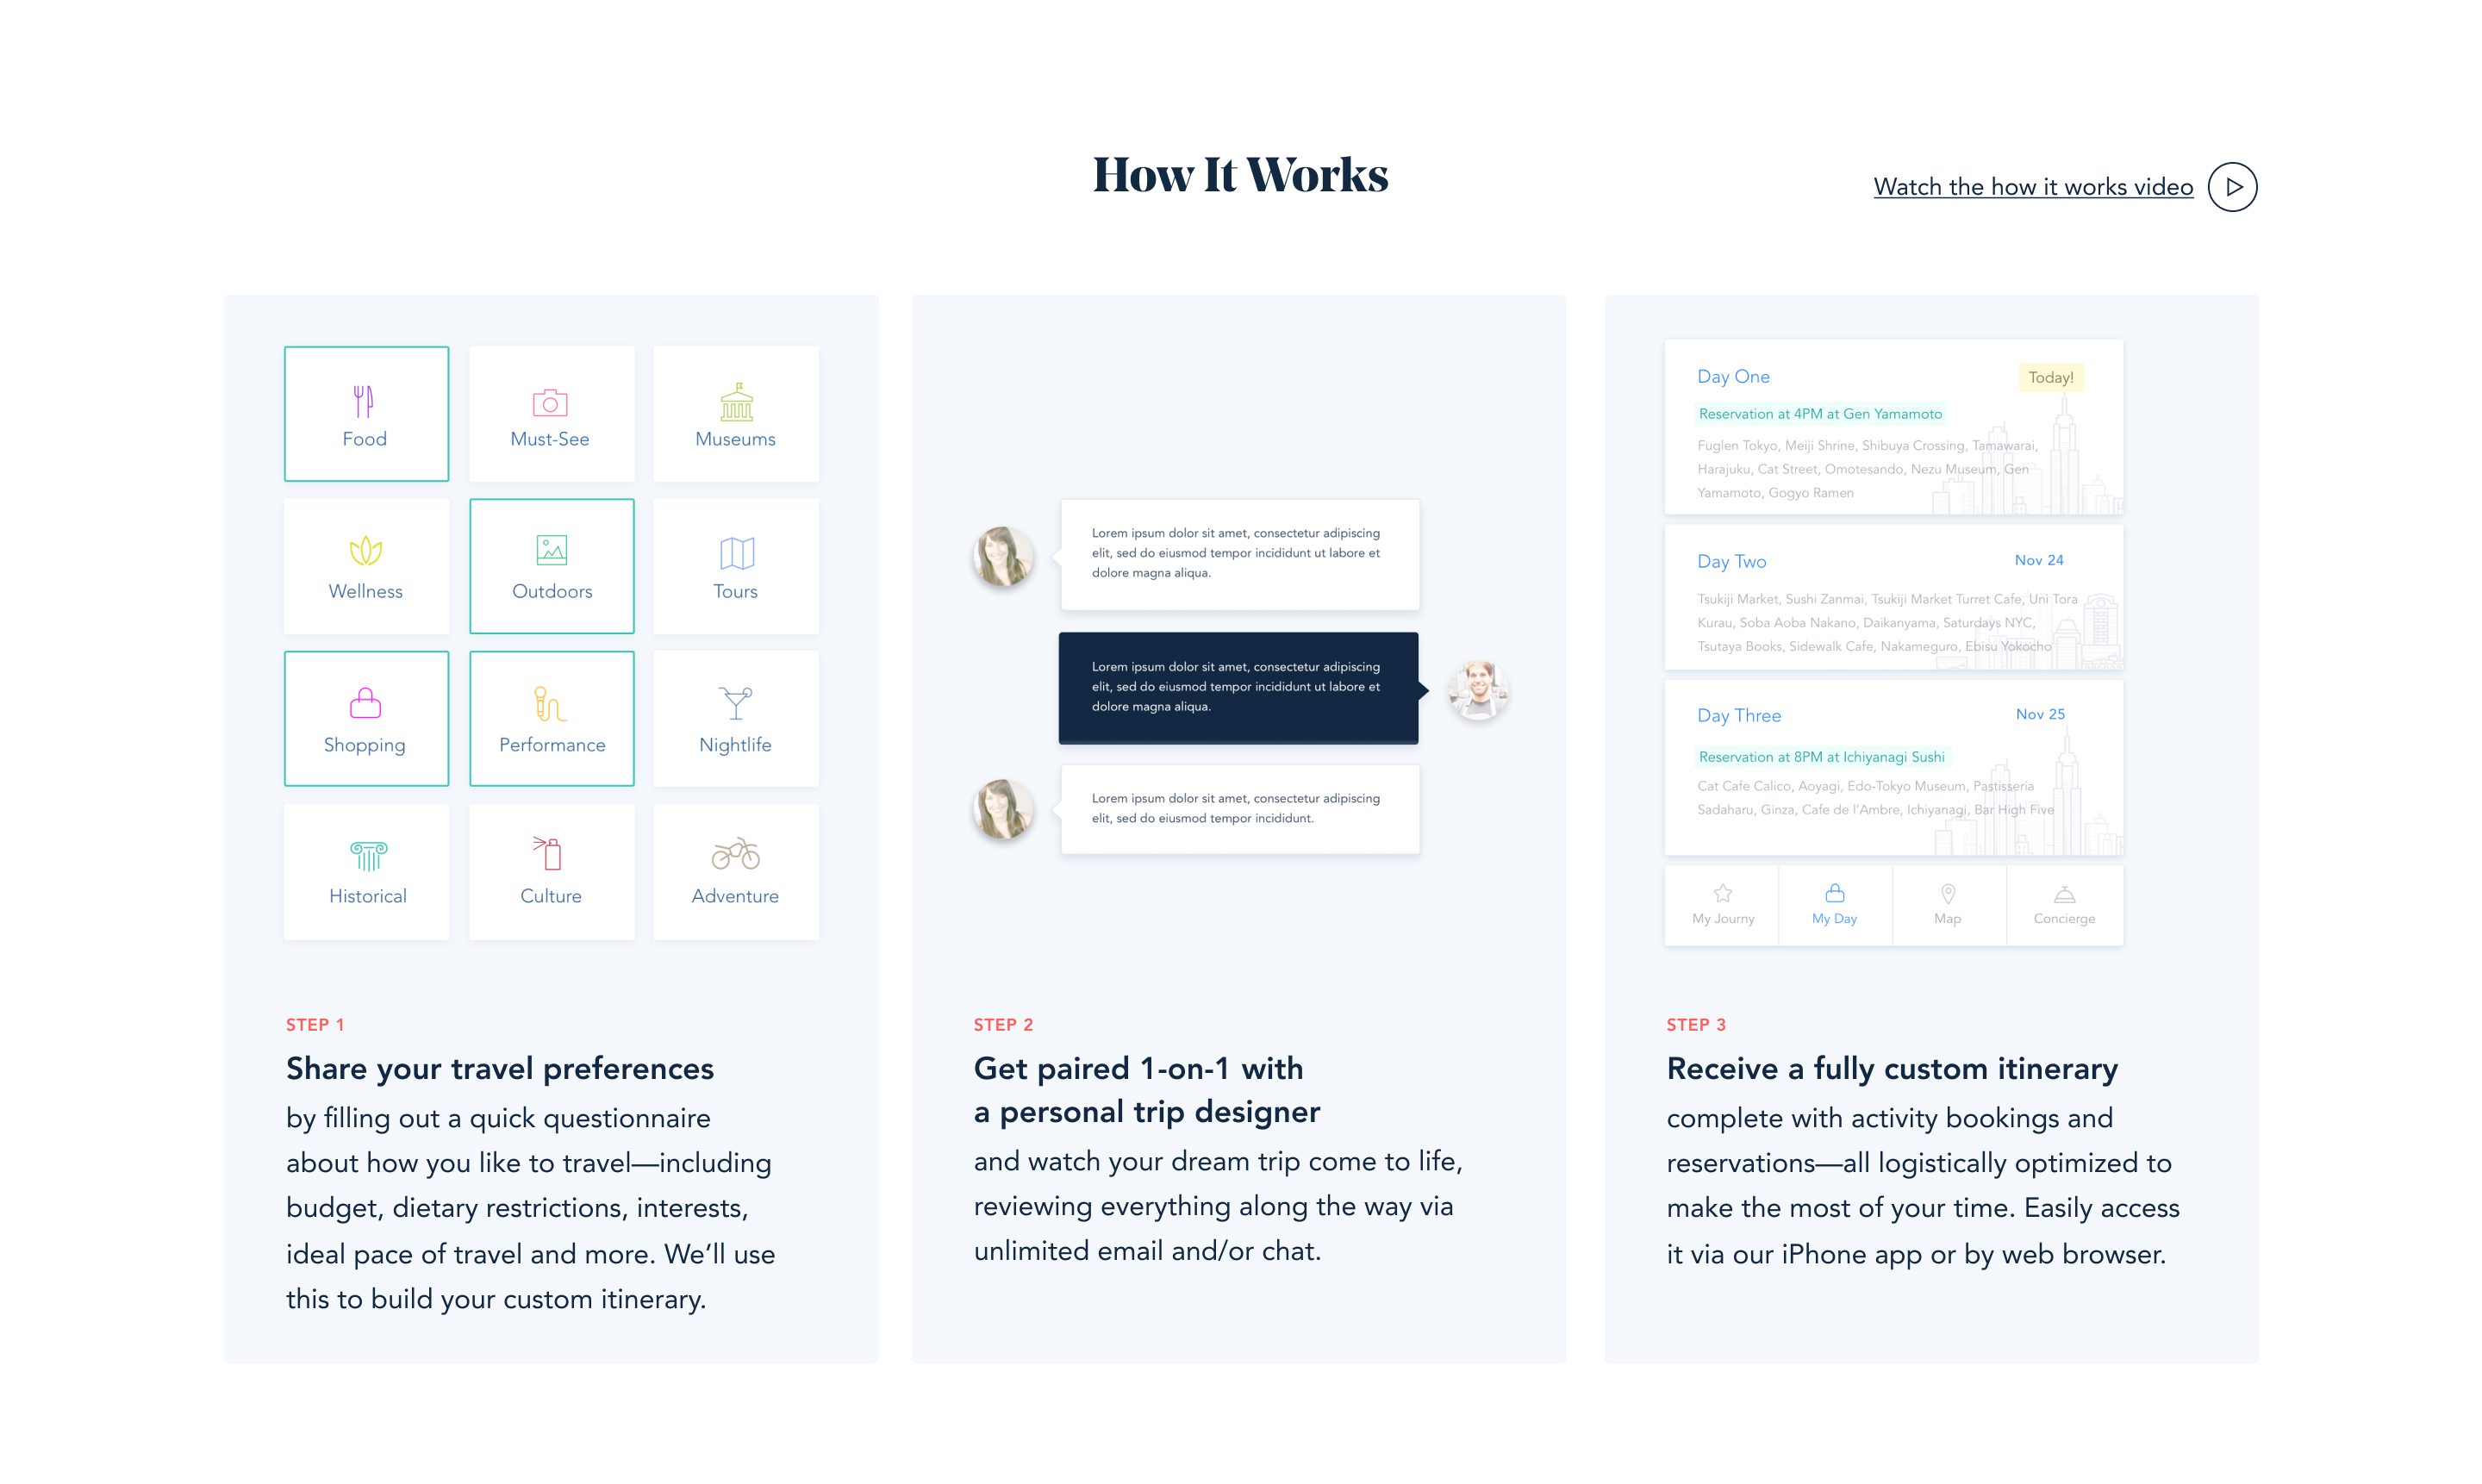 How It Works
Watch the how it works video
Food
Must-See
Museums
Wellness
Outdoors
Tours
Shopping
Performance
Nightlife
Historical
Culture
Adventure
STEP 1
Share your travel preferences
by filling out a quick questionnaire
about how you like to travel—including
budget, dietary restrictions, interests,
ideal pace of travel and more. We’ll use
this to build your custom itinerary.
Lorem ipsum dolor sit amet, consectetur adipiscing
elit, sed do eiusmod tempor incididunt ut labore et
dolore magna aliqua.
Lorem ipsum dolor sit amet, consectetur adipiscing
elit, sed do eiusmod tempor incididunt ut labore et
dolore magna aliqua.
Lorem ipsum dolor sit amet, consectetur adipiscing
elit, sed do eiusmod tempor incididunt.
STEP 2
Get paired 1-on-1 with
a personal trip designer
and watch your dream trip come to life,
reviewing everything along the way via
unlimited email and/or chat.
Day One
Today!
Reservation at 4PM at Gen Yamamoto
Fuglen Tokyo, Meiji Shrine, Shibuya Crossing, Tamawarai,
Harajuku, Cat Street, Omotesando, Nezu Museum, Gen
Yamamoto, Gogyo Ramen
Day Two
Nov 24
Tsukiji Market, Sushi Zanmai, Tsukiji Market Turret Cafe, Uni Tora
Kurau, Soba Aoba Nakano, Daikanyama, Saturdays NYC,
Tsutaya Books, Sidewalk Cafe, Nakameguro, Ebisu Yokocho
Day Three
Nov 25
Reservation at 8PM at Ichiyanagi Sushi
Cat Cafe Calico, Aoyagi, Edo-Tokyo Museum, Pastisseria
Sadaharu, Ginza, Cafe de l’Ambre, Ichiyanagi, Bar High Five
My Journy
My Day
Map
Concierge
STEP 3
Receive a fully custom itinerary
complete with activity bookings and
reservations—all logistically optimized to
make the most of your time. Easily access
it via our iPhone app or by web browser.